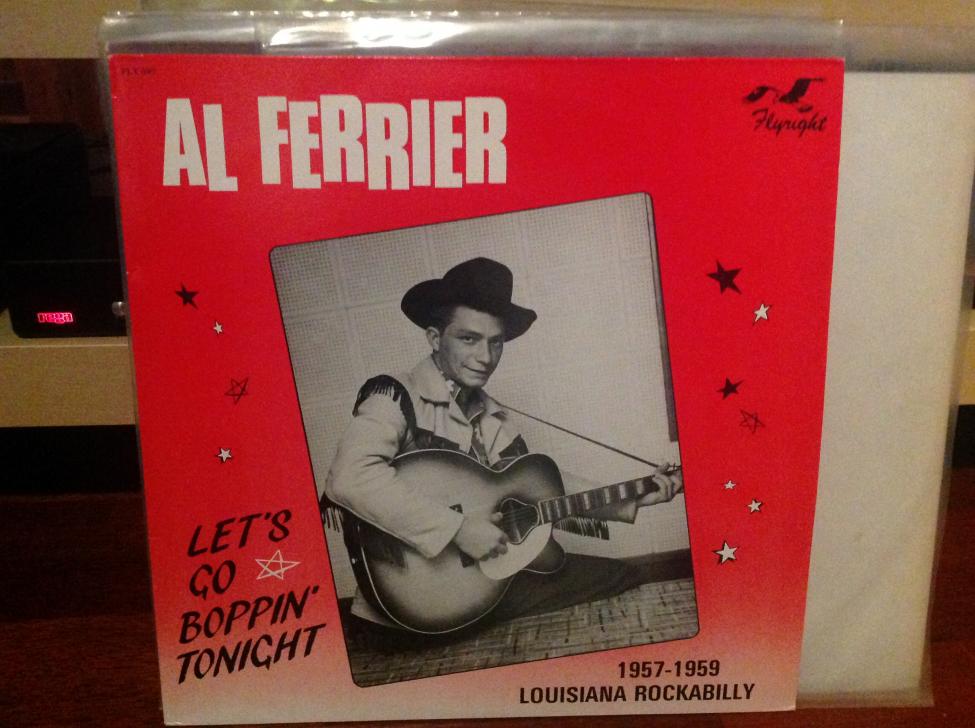 AL FERRIER
Flyright
LET'S
GO
BOPPIN'
TONIGHT
1957-1959
LOUISIANA ROCKABILLY
rega